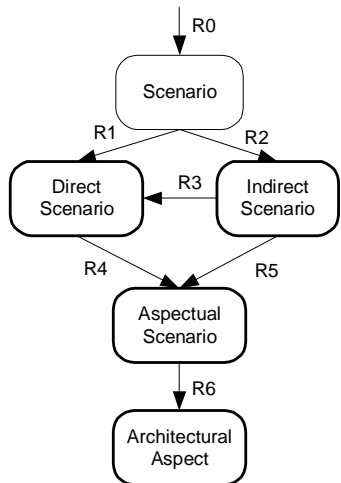 R0
Scenario
R1
R2
Direct
Scenario
R3
Indirect
Scenario
R4
R5
Aspectual
Scenario
R6
Architectural
Aspect